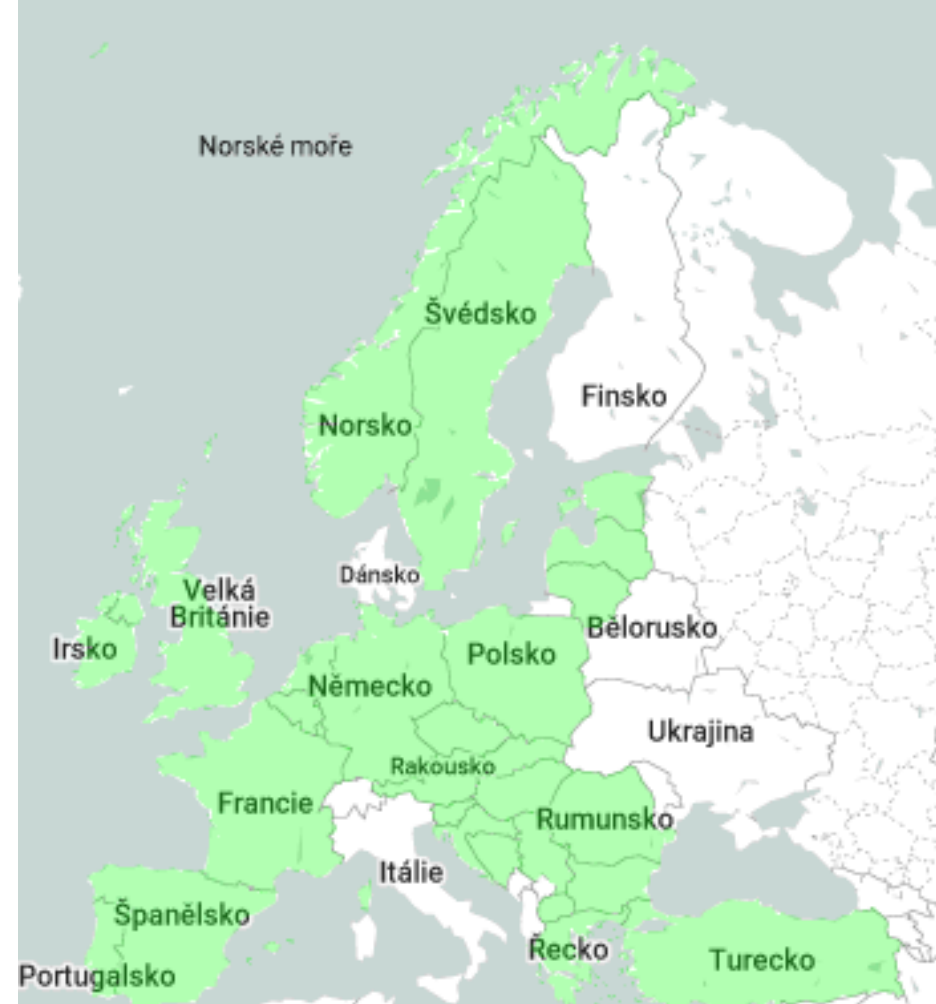 Norské moře
Švédsko
Finsko
Norsko
Dánsko
Velká
Británie
Irsko
Bělorusko
Polsko
Německo
Ukrajina
Rakousko
Francie
Rumunsko
Itálie
Španělsko
Řecko
Turecko
Portugalsko